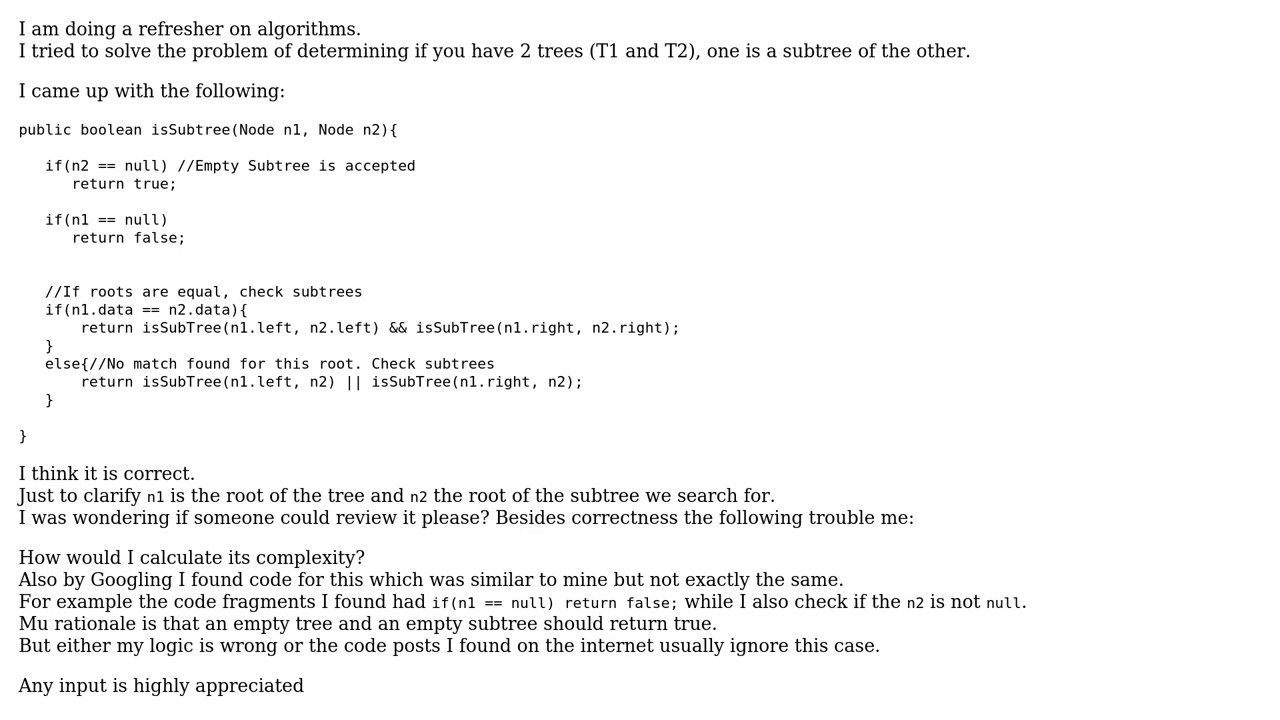 I am doing a refresher on algorithms.
I tried to solve the problem of determining if you have 2 trees (T1 and T2), one is a subtree of the other.
I came up with the following:
public boolean isSubtree(Node n1, Node n2){
if(n2 == null) //Empty Subtree is accepted
return true;
if(n1 == null)
return false;
//If roots are equal, check subtrees
if(n1.data == n2.data){
return isSubTree(n1.left, n2.left) && isSubTree(n1.right, n2.right);
}
else{//No match found for this root. Check subtrees
return isSubTree(n1.left, n2) || isSubTree(n1.right, n2);
}
}
I think it is correct.
Just to clarify n1 is the root of the tree and n2 the root of the subtree we search for.
I was wondering if someone could review it please? Besides correctness the following trouble me:
How would I calculate its complexity?
Also by Googling I found code for this which was similar to mine but not exactly the same.
For example the code fragments I found had if(n1 == null) return false; while I also check if the n2 is not null.
Mu rationale is that an empty tree and an empty subtree should return true.
But either my logic is wrong or the code posts I found on the internet usually ignore this case.
Any input is highly appreciated